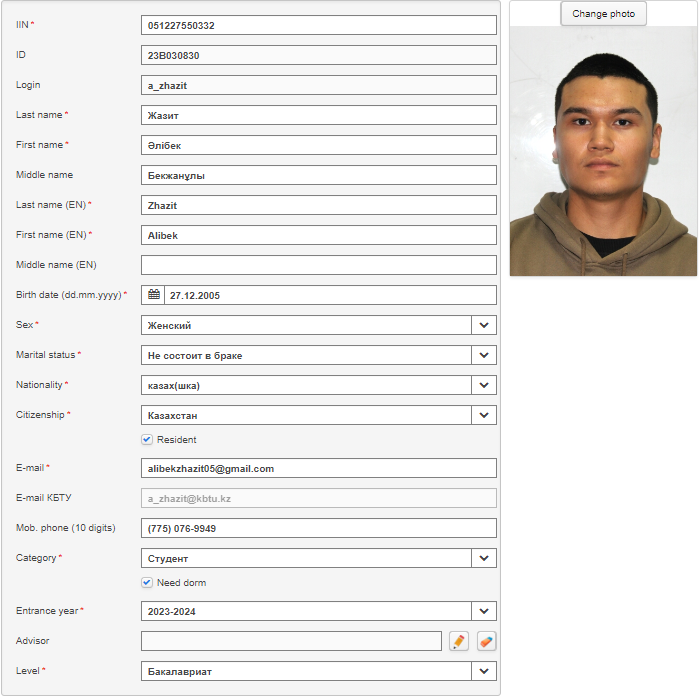 Change photo
IIN * 051227550332
ID 23B030830
Login a_zhazit
Last name * Жазит
First name * Әлібек
Middle name Бекжанұлы
Last name (EN) * Zhazit
First name (EN) * Alibek
Middle name (EN)
Birth date (dd.mm.yyyy) * 27.12.2005
Sex * Женский
Marital status * Не состоит в браке
Nationality * казах(шка)
Citizenship * Казахстан
Resident
E-mail * alibekzhazit05@gmail.com
E-mail КБТУ a_zhazit@kbtu.kz
Mob. phone (10 digits) (775) 076-9949
Category * Студент
Need dorm
Entrance year * 2023-2024
Advisor
Level * Бакалавриат